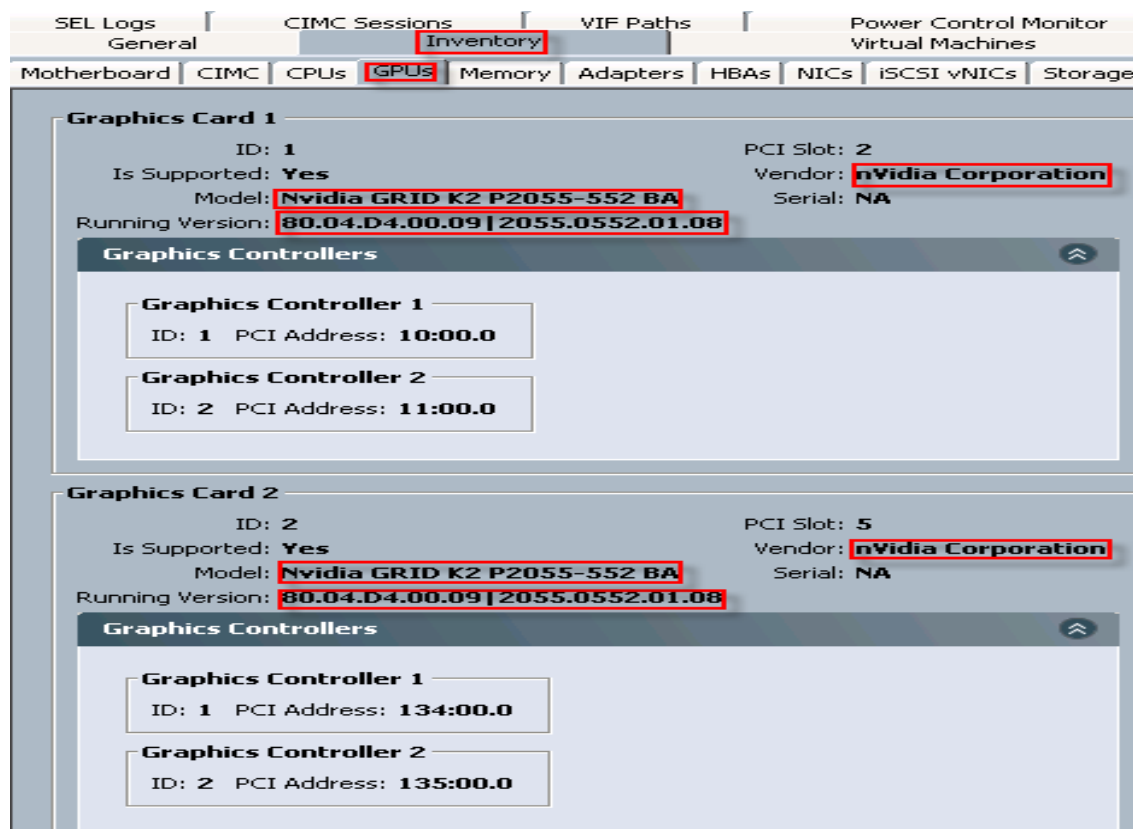 SEL Logs CIMC Sessions VIF Paths Power Control Monitor
General Inventory Virtual Machines
Motherboard CIMC CPUs GPUs Memory Adapters HBAs NICs iSCSI vNICs Storage
Graphics Card 1
ID: 1 PCI Slot: 2
Is Supported: Yes Vendor: nVidia Corporation
Model: Nvidia GRID K2 P2055-552 BA Serial: NA
Running Version: 80.04.D4.00.09|2055.0552.01.08
Graphics Controllers
Graphics Controller 1
ID: 1 PCI Address: 10:00.0
Graphics Controller 2
ID: 2 PCI Address: 11:00.0
Graphics Card 2
ID: 2 PCI Slot: 5
Is Supported: Yes Vendor: nVidia Corporation
Model: Nvidia GRID K2 P2055-552 BA Serial: NA
Running Version: 80.04.D4.00.09|2055.0552.01.08
Graphics Controllers
Graphics Controller 1
ID: 1 PCI Address: 134:00.0
Graphics Controller 2
ID: 2 PCI Address: 135:00.0